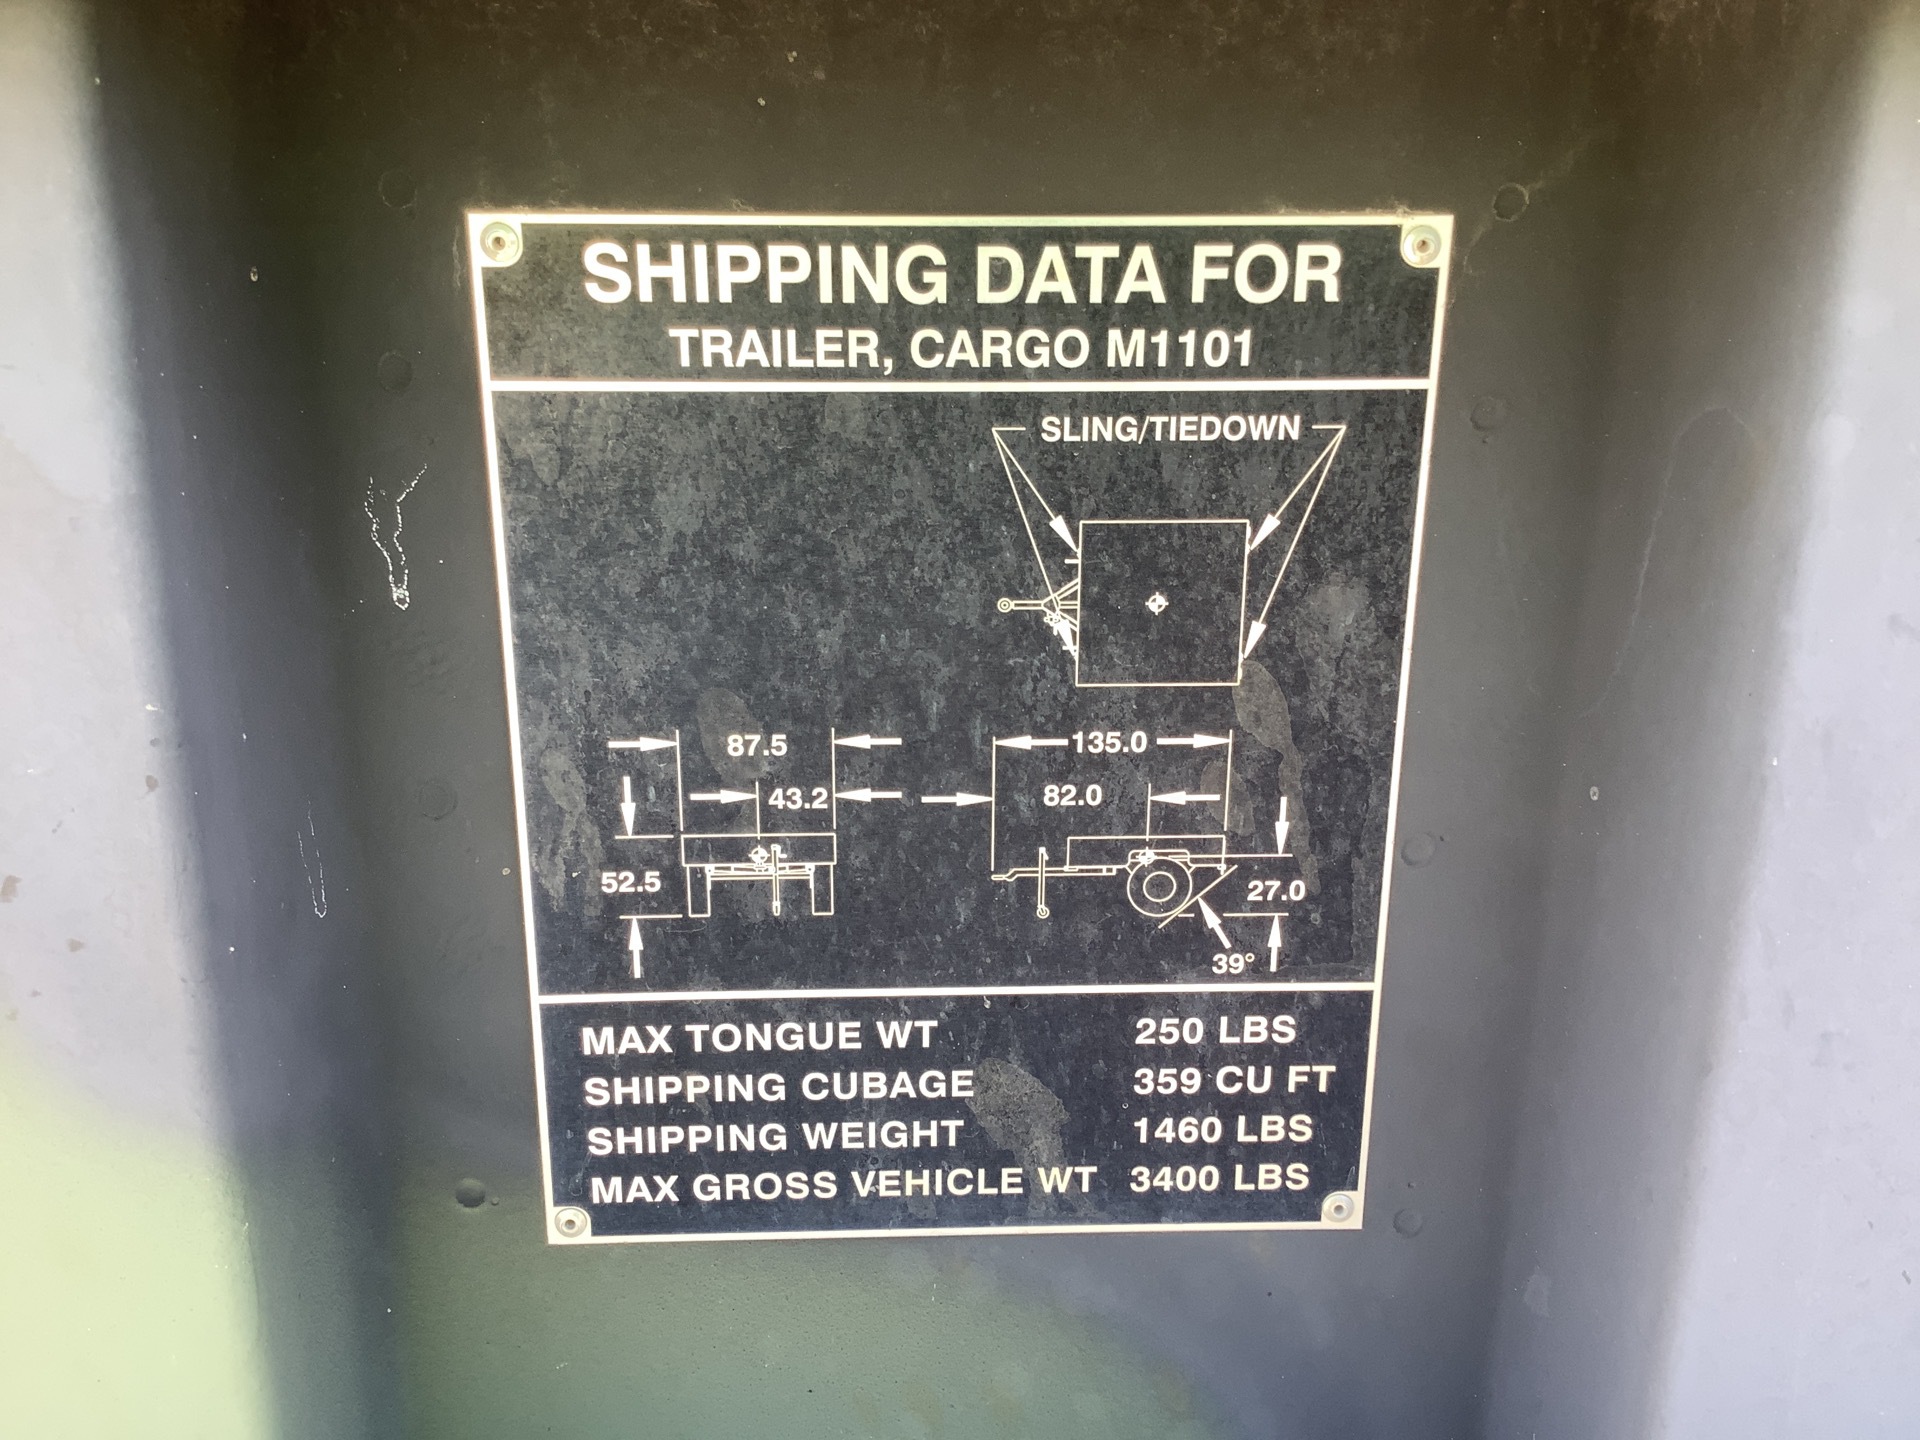 SHIPPING DATA FOR
TRAILER, CARGO M1101
SLING/TIEDOWN
87.5
135.0
43.2
82.0
52.5
27.0
39°
MAX TONGUE WT 250 LBS
SHIPPING CUBAGE 359 CU FT
SHIPPING WEIGHT 1460 LBS
MAX GROSS VEHICLE WT 3400 LBS